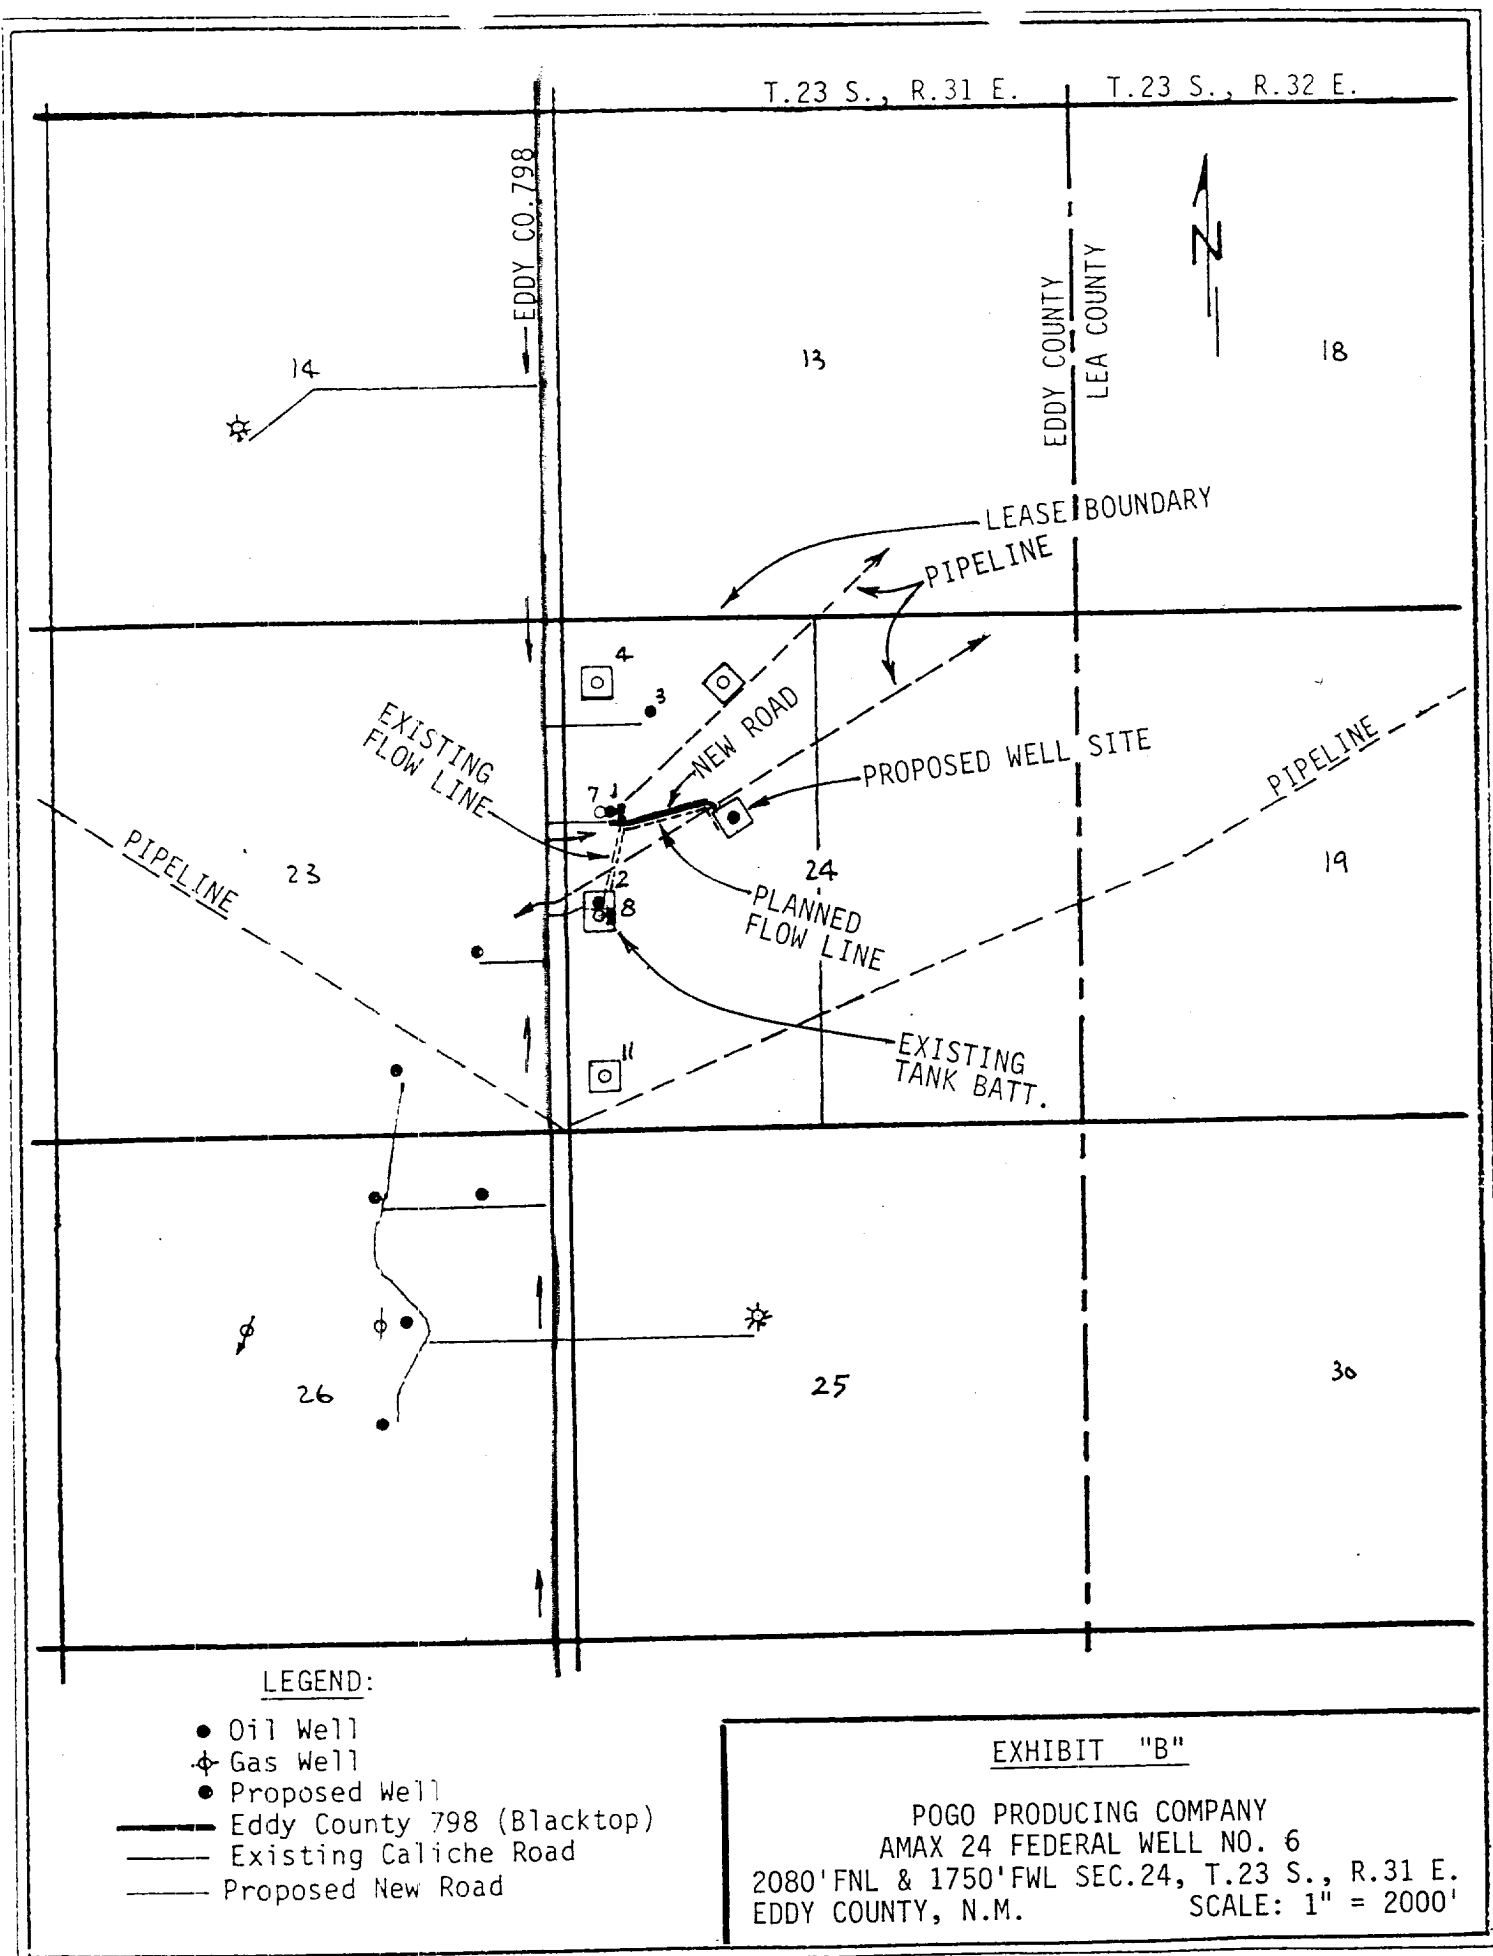 T.23 S., R.31 E.
T.23 S., R.32 E.
EDDY CO.798
N
EDDY COUNTY
LEA COUNTY
14
13
18
LEASE BOUNDARY
PIPELINE
4
3
EXISTING
FLOW LINE
NEW ROAD
PROPOSED WELL SITE
PIPELINE
7
1
PIPELINE
23
24
19
2
8
PLANNED
FLOW LINE
11
EXISTING
TANK BATT.
26
25
30
LEGEND:
Oil Well
Gas Well
Proposed Well
Eddy County 798 (Blacktop)
Existing Caliche Road
Proposed New Road
EXHIBIT "B"
POGO PRODUCING COMPANY
AMAX 24 FEDERAL WELL NO. 6
2080'FNL & 1750'FWL SEC.24, T.23 S., R.31 E.
EDDY COUNTY, N.M. SCALE: 1" = 2000'